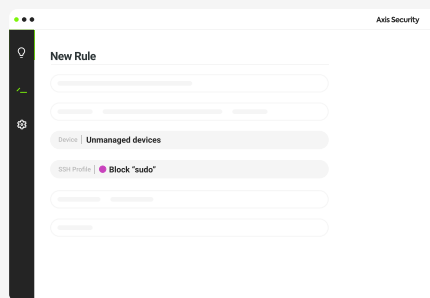 Axis Security
New Rule
Device | Unmanaged devices
SSH Profile | Block "sudo"